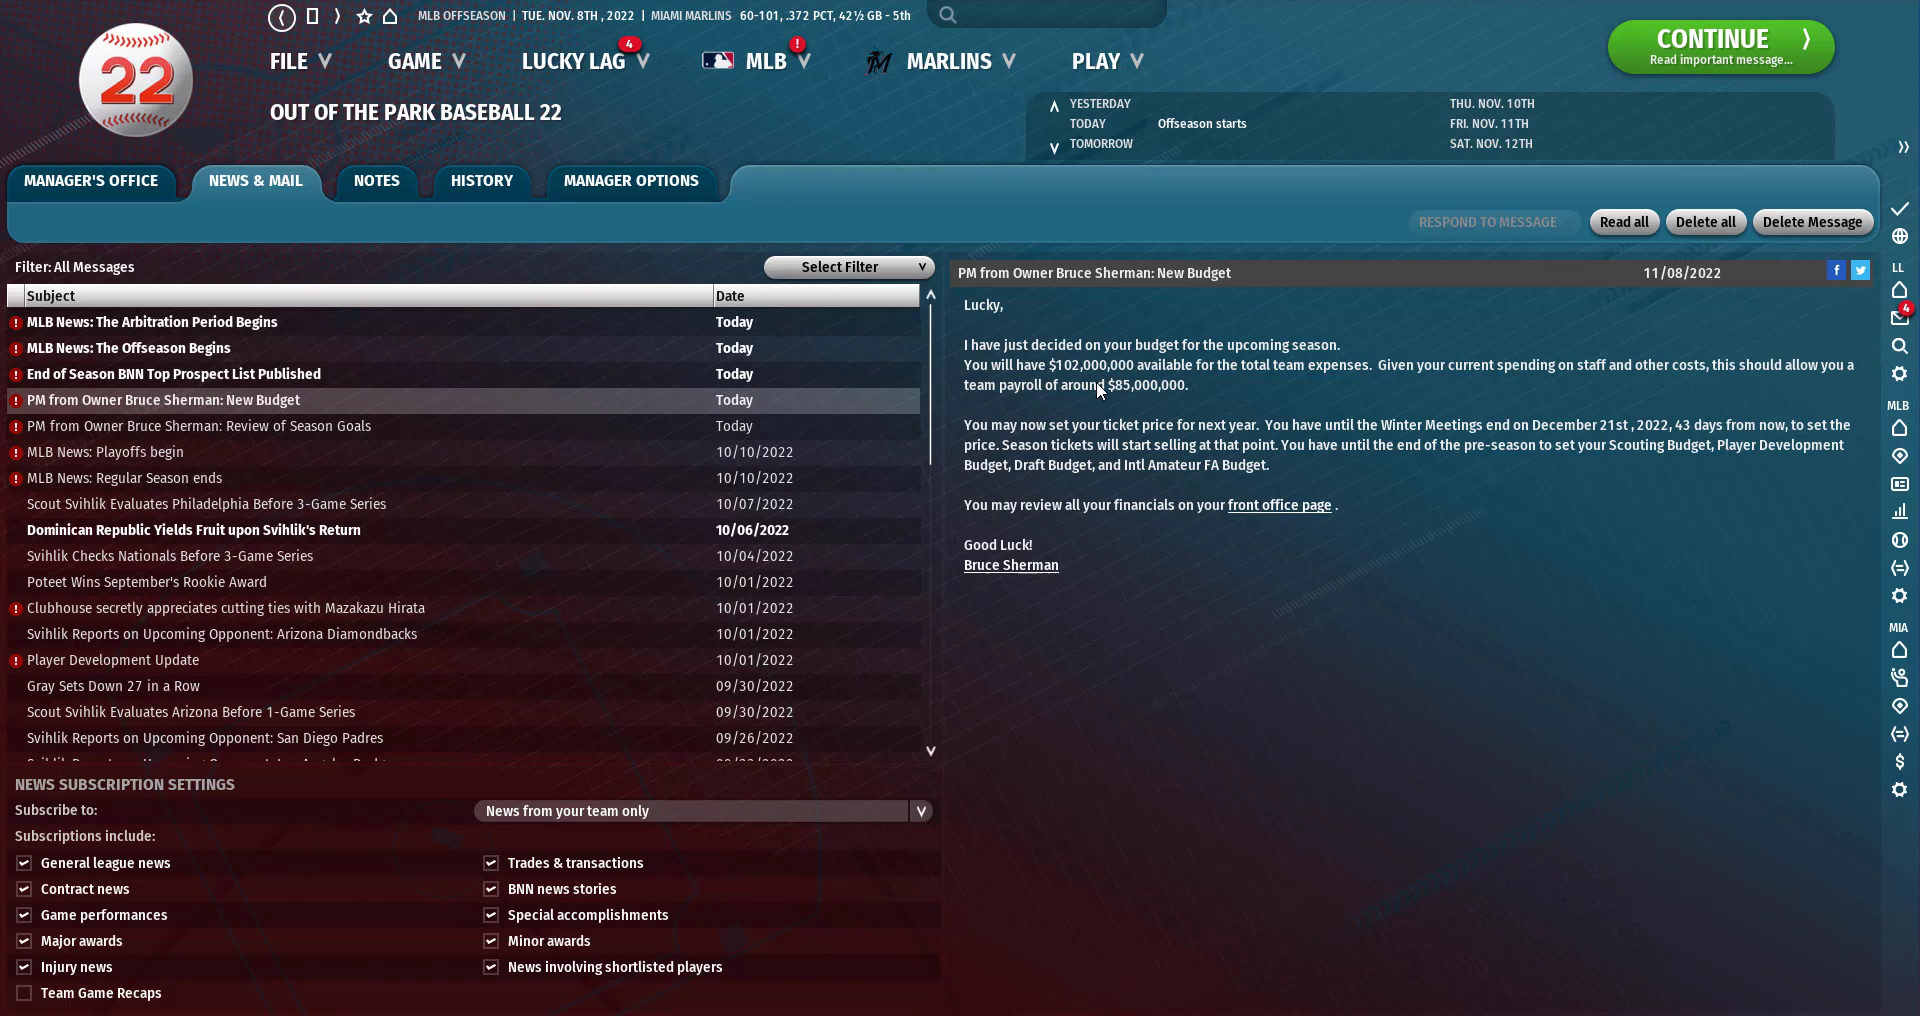 MLB OFFSEASON | TUE. NOV. 8TH , 2022 | MIAMI MARLINS 60-101, .372 PCT, 42½ GB - 5th
22
FILE
GAME
LUCKY LAG
4
MLB
!
MARLINS
PLAY
CONTINUE
Read important message...
OUT OF THE PARK BASEBALL 22
YESTERDAY
THU. NOV. 10TH
TODAY
Offseason starts
FRI. NOV. 11TH
TOMORROW
SAT. NOV. 12TH
MANAGER'S OFFICE
NEWS & MAIL
NOTES
HISTORY
MANAGER OPTIONS
RESPOND TO MESSAGE
Read all
Delete all
Delete Message
Filter: All Messages
Select Filter
Subject Date
! MLB News: The Arbitration Period Begins Today
! MLB News: The Offseason Begins Today
! End of Season BNN Top Prospect List Published Today
! PM from Owner Bruce Sherman: New Budget Today
! PM from Owner Bruce Sherman: Review of Season Goals Today
! MLB News: Playoffs begin 10/10/2022
! MLB News: Regular Season ends 10/10/2022
Scout Svihlik Evaluates Philadelphia Before 3-Game Series 10/07/2022
Dominican Republic Yields Fruit upon Svihlik's Return 10/06/2022
Svihlik Checks Nationals Before 3-Game Series 10/04/2022
Poteet Wins September's Rookie Award 10/01/2022
! Clubhouse secretly appreciates cutting ties with Mazakazu Hirata 10/01/2022
Svihlik Reports on Upcoming Opponent: Arizona Diamondbacks 10/01/2022
! Player Development Update 10/01/2022
Gray Sets Down 27 in a Row 09/30/2022
Scout Svihlik Evaluates Arizona Before 1-Game Series 09/30/2022
Svihlik Reports on Upcoming Opponent: San Diego Padres 09/26/2022
PM from Owner Bruce Sherman: New Budget 11/08/2022
f
Lucky,
I have just decided on your budget for the upcoming season.
You will have $102,000,000 available for the total team expenses. Given your current spending on staff and other costs, this should allow you a
team payroll of around $85,000,000.
You may now set your ticket price for next year. You have until the Winter Meetings end on December 21st , 2022, 43 days from now, to set the
price. Season tickets will start selling at that point. You have until the end of the pre-season to set your Scouting Budget, Player Development
Budget, Draft Budget, and Intl Amateur FA Budget.
You may review all your financials on your front office page .
Good Luck!
Bruce Sherman
NEWS SUBSCRIPTION SETTINGS
Subscribe to: News from your team only
Subscriptions include:
General league news
Trades & transactions
Contract news
BNN news stories
Game performances
Special accomplishments
Major awards
Minor awards
Injury news
News involving shortlisted players
Team Game Recaps
LL
4
MLB
MIA
$